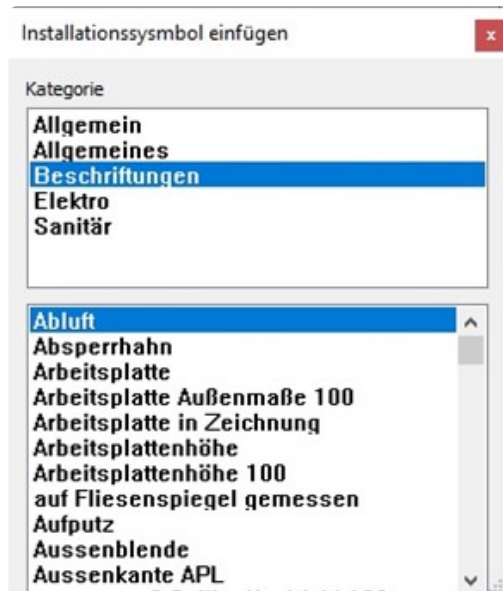 Installationssysmbol einfügen
x
Kategorie
Allgemein
Allgemeines
Beschriftungen
Elektro
Sanitär
Abluft
Absperrhahn
Arbeitsplatte
Arbeitsplatte Außenmaße 100
Arbeitsplatte in Zeichnung
Arbeitsplattenhöhe
Arbeitsplattenhöhe 100
auf Fliesenspiegel gemessen
Aufputz
Aussenblende
Aussenkante APL